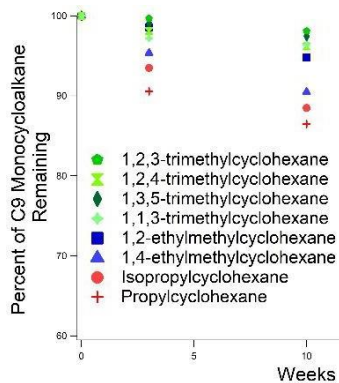 Percent of C9 Monocycloalkane
Remaining
100
90
80
70
60
1,2,3-trimethylcyclohexane
1,2,4-trimethylcyclohexane
1,3,5-trimethylcyclohexane
1,1,3-trimethylcyclohexane
1,2-ethylmethylcyclohexane
1,4-ethylmethylcyclohexane
Isopropylcyclohexane
Propylcyclohexane
0
5
10
Weeks